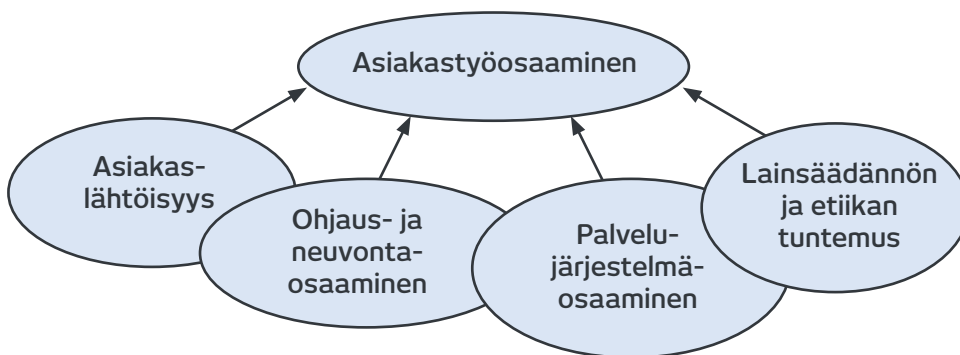 Asiakastyöosaaminen
Asiakas-
lähtöisyys
Ohjaus- ja
neuvonta-
osaaminen
Palvelu-
järjestelmä-
osaaminen
Lainsäädännön
ja etiikan
tuntemus